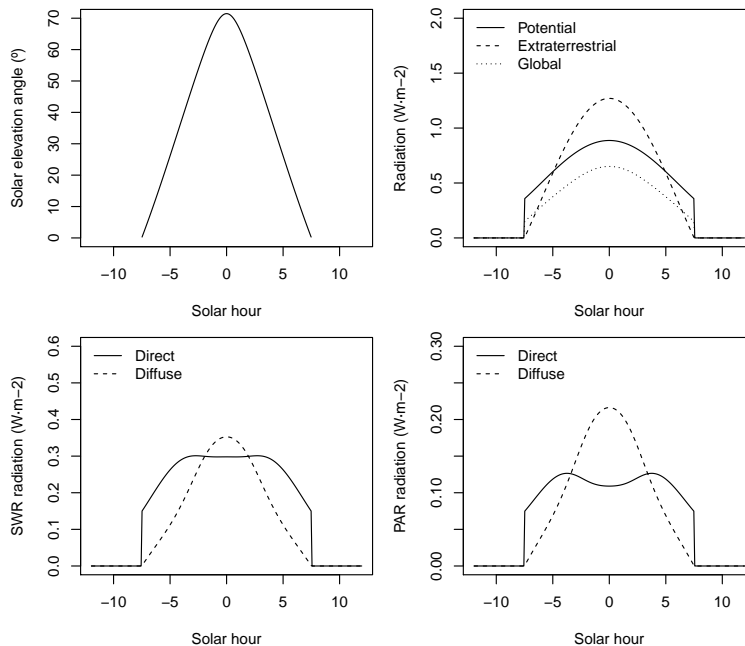 Solar elevation angle (º)
70
60
50
40
30
20
10
0
−10 −5 0 5 10
Solar hour
Radiation (W·m−2)
2.0
1.5
1.0
0.5
0.0
Potential
Extraterrestrial
Global
−10 −5 0 5 10
Solar hour
SWR radiation (W·m−2)
0.6
0.5
0.4
0.3
0.2
0.1
0.0
Direct
Diffuse
−10 −5 0 5 10
Solar hour
PAR radiation (W·m−2)
0.30
0.20
0.10
0.00
Direct
Diffuse
−10 −5 0 5 10
Solar hour